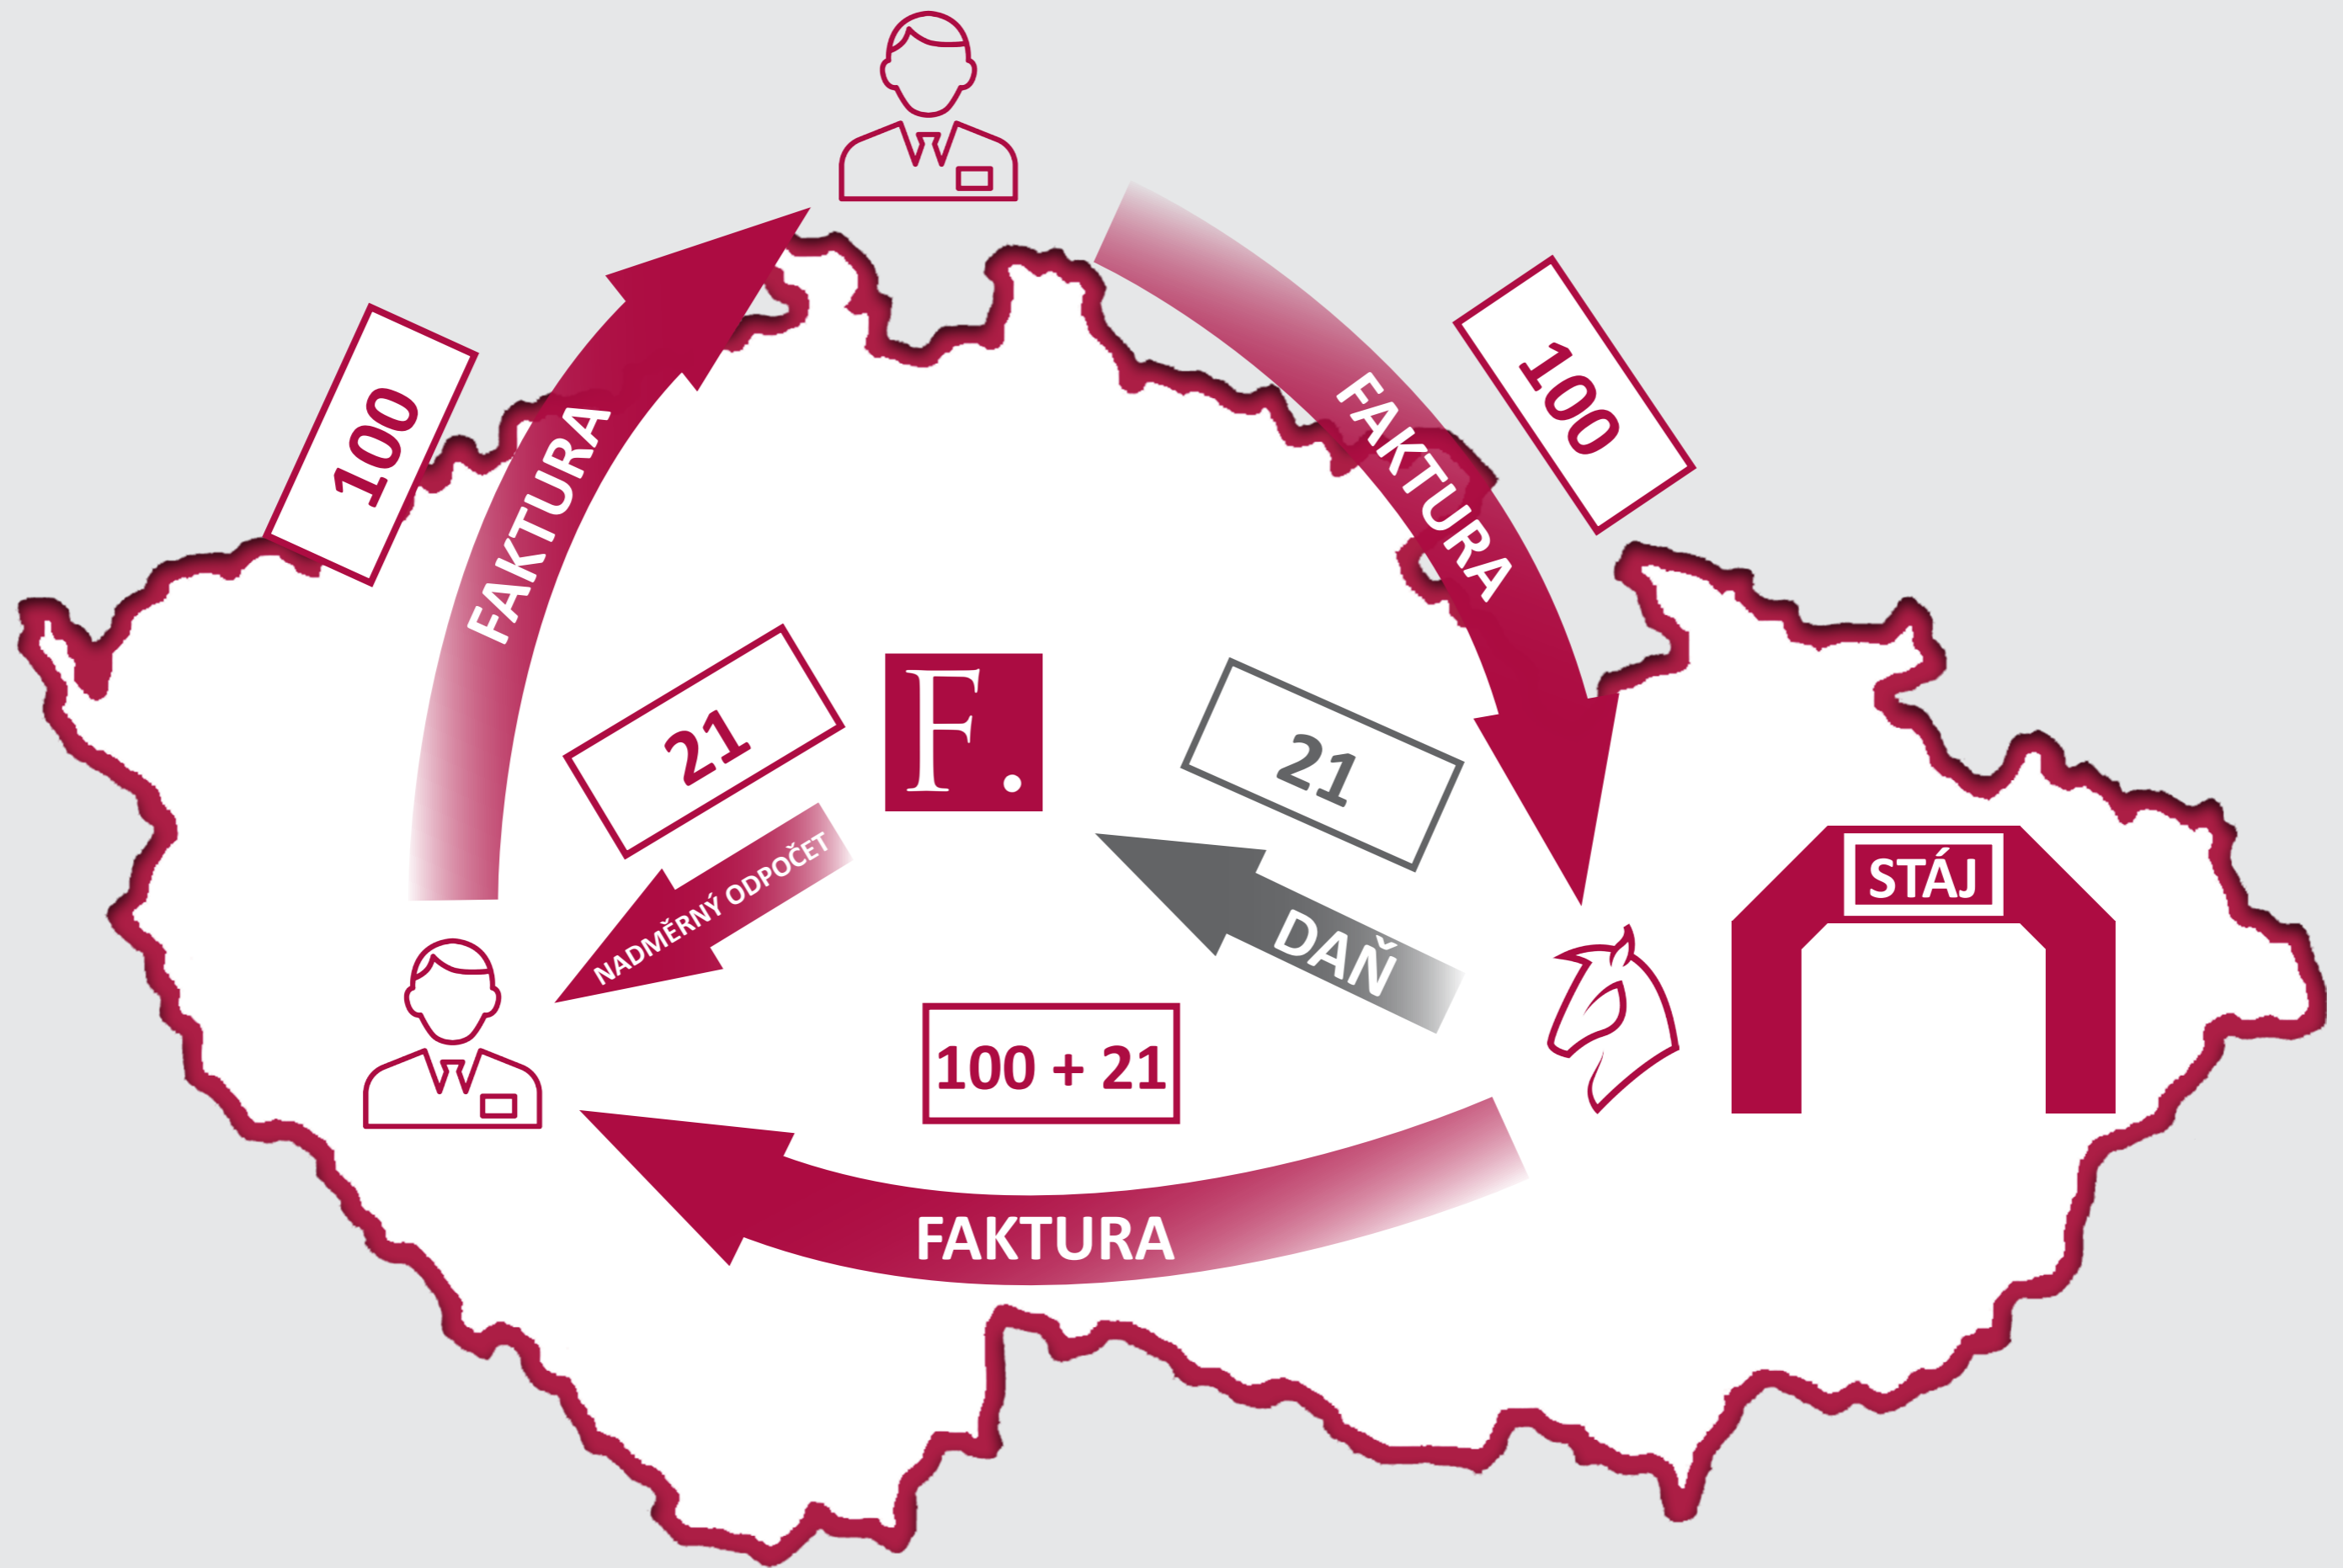 100
FAKTURA
FAKTURA
100
21
F.
21
NADMĚRNÝ ODPOČET
DAŇ
STÁJ
100 + 21
FAKTURA